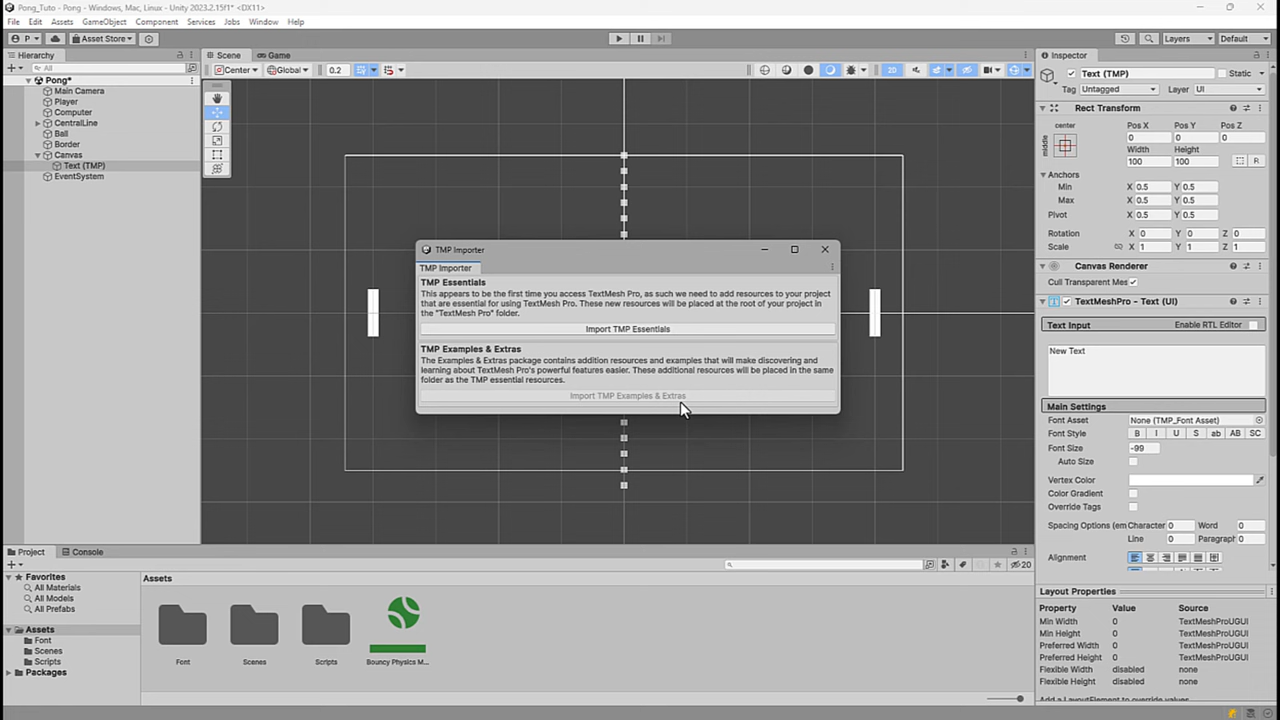 Pong_Tuto - Pong - Windows, Mac, Linux - Unity 2023.2.15f1* <DX11>
File Edit Assets GameObject Component Services Jobs Window Help
P Asset Store Layers Default
Hierarchy
All
Pong*
Main Camera
Player
Computer
CentralLine
Ball
Border
Canvas
Text (TMP)
EventSystem
Scene Game
Center Global 0.2 2D
TMP Importer
TMP Importer
TMP Essentials
This appears to be the first time you access TextMesh Pro, as such we need to add resources to your project
that are essential for using TextMesh Pro. These new resources will be placed at the root of your project in
the "TextMesh Pro" folder.
Import TMP Essentials
TMP Examples & Extras
The Examples & Extras package contains addition resources and examples that will make discovering and
learning about TextMesh Pro's powerful features easier. These additional resources will be placed in the same
folder as the TMP essential resources.
Import TMP Examples & Extras
Inspector
Text (TMP) Static
Tag Untagged Layer UI
Rect Transform
center Pos X Pos Y Pos Z
middle 0 0 0
Width Height
100 100 R
Anchors
Min X 0.5 Y 0.5
Max X 0.5 Y 0.5
Pivot X 0.5 Y 0.5
Rotation X 0 Y 0 Z 0
Scale X 1 Y 1 Z 1
Canvas Renderer
Cull Transparent Mes
TextMeshPro - Text (UI)
Text Input Enable RTL Editor
New Text
Main Settings
Font Asset None (TMP_Font Asset)
Font Style B I U S ab AB SC
Font Size -99
Auto Size
Vertex Color
Color Gradient
Override Tags
Spacing Options (em Character 0 Word 0
Line 0 Paragraph 0
Alignment
Layout Properties
Property Value Source
Min Width 0 TextMeshProUGUI
Min Height 0 TextMeshProUGUI
Preferred Width 0 TextMeshProUGUI
Preferred Height 0 TextMeshProUGUI
Flexible Width disabled none
Flexible Height disabled none
Add a LayoutElement to override values
Project Console
20
Favorites
All Materials
All Models
All Prefabs
Assets
Font
Scenes
Scripts
Packages
Assets
Font Scenes Scripts Bouncy Physics M...